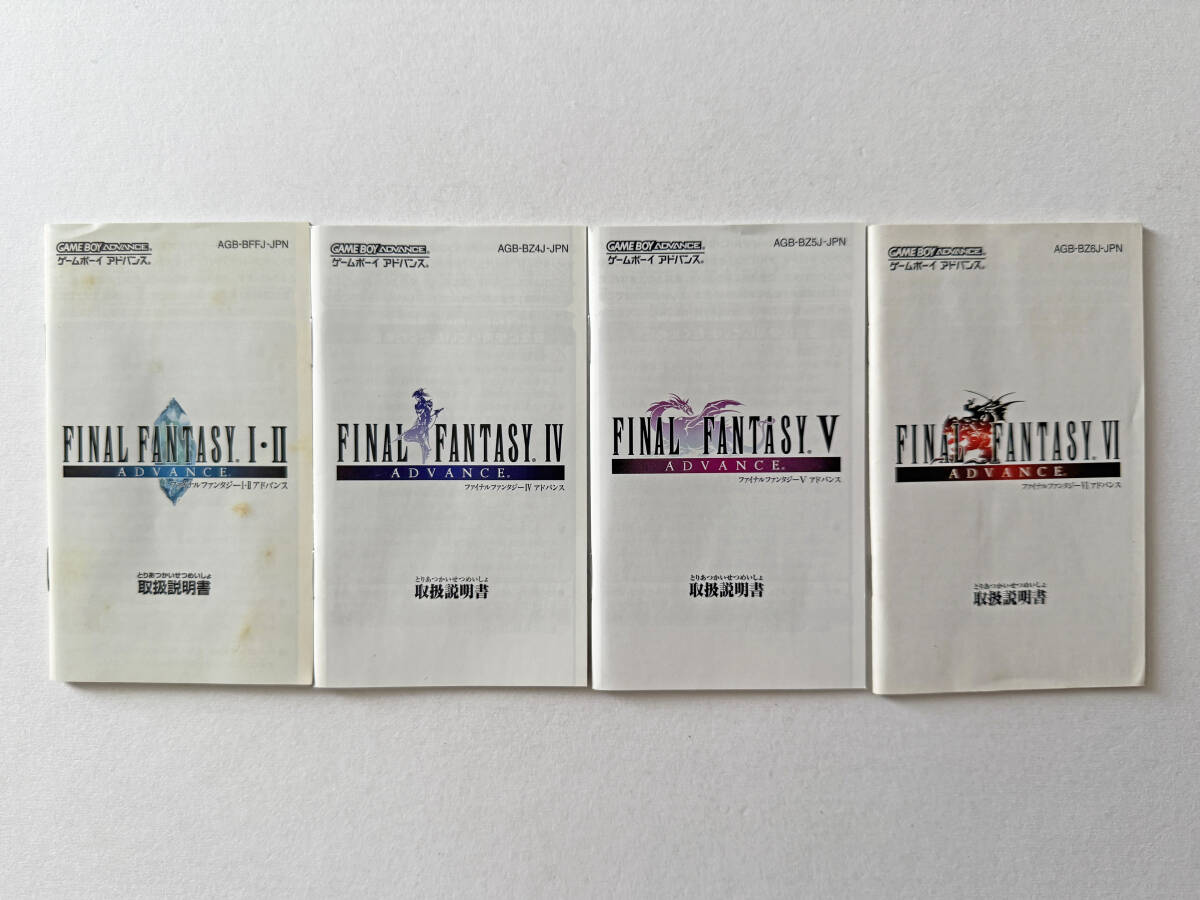 GAME BOY ADVANCE
AGB-BFFJ-JPN
ゲームボーイ アドバンス
FINAL FANTASY. I・II
ADVANCE
ファイナルファンタジー I・II アドバンス
とりあつかいせつめいしょ
取扱説明書
GAME BOY ADVANCE
AGB-BZ4J-JPN
ゲームボーイ アドバンス
FINAL FANTASY. IV
ADVANCE
ファイナルファンタジー IV アドバンス
とりあつかいせつめいしょ
取扱説明書
GAME BOY ADVANCE
AGB-BZ5J-JPN
ゲームボーイ アドバンス
FINAL FANTASY. V
ADVANCE
ファイナルファンタジー V アドバンス
とりあつかいせつめいしょ
取扱説明書
GAME BOY ADVANCE
AGB-BZ6J-JPN
ゲームボーイ アドバンス
FINAL FANTASY. VI
ADVANCE
ファイナルファンタジー VI アドバンス
とりあつかいせつめいしょ
取扱説明書